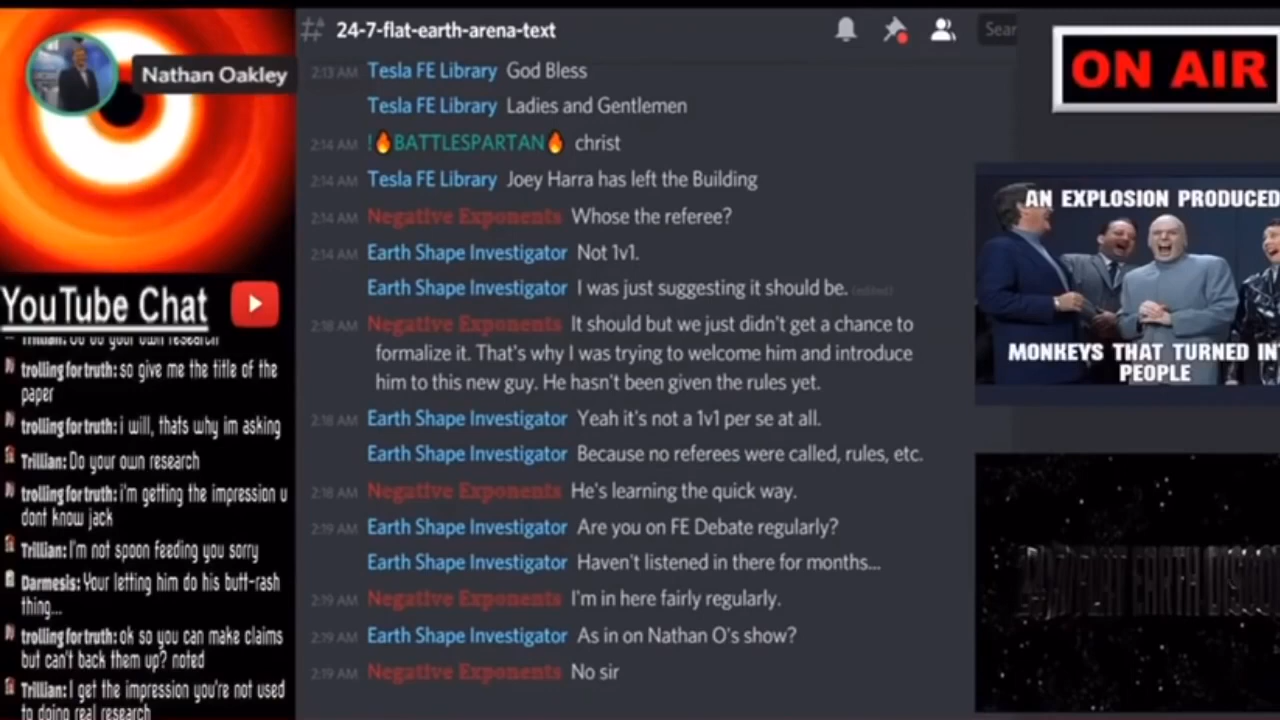 Nathan Oakley
YouTube Chat
trolling for truth: so give me the title of the
paper
trolling for truth: i will, thats why im asking
Trillian: Do your own research
trolling for truth: i'm getting the impression u
dont know jack
Trillian: I'm not spoon feeding you sorry
Darmesis: Your letting him do his butt-rash
thing...
trolling for truth: ok so you can make claims
but can't back them up? noted
Trillian: I get the impression you're not used
to doing real research
# 24-7-flat-earth-arena-text
Sear
2:13 AM Tesla FE Library God Bless
Tesla FE Library Ladies and Gentlemen
2:14 AM !🔥BATTLESPARTAN🔥 christ
2:14 AM Tesla FE Library Joey Harra has left the Building
2:14 AM Negative Exponents Whose the referee?
2:14 AM Earth Shape Investigator Not 1v1.
Earth Shape Investigator I was just suggesting it should be. (edited)
2:18 AM Negative Exponents It should but we just didn't get a chance to
formalize it. That's why I was trying to welcome him and introduce
him to this new guy. He hasn't been given the rules yet.
2:18 AM Earth Shape Investigator Yeah it's not a 1v1 per se at all.
Earth Shape Investigator Because no referees were called, rules, etc.
2:18 AM Negative Exponents He's learning the quick way.
2:19 AM Earth Shape Investigator Are you on FE Debate regularly?
Earth Shape Investigator Haven't listened in there for months...
2:19 AM Negative Exponents I'm in here fairly regularly.
2:19 AM Earth Shape Investigator As in on Nathan O's show?
2:19 AM Negative Exponents No sir
ON AIR
AN EXPLOSION PRODUCED
MONKEYS THAT TURNED IN
PEOPLE